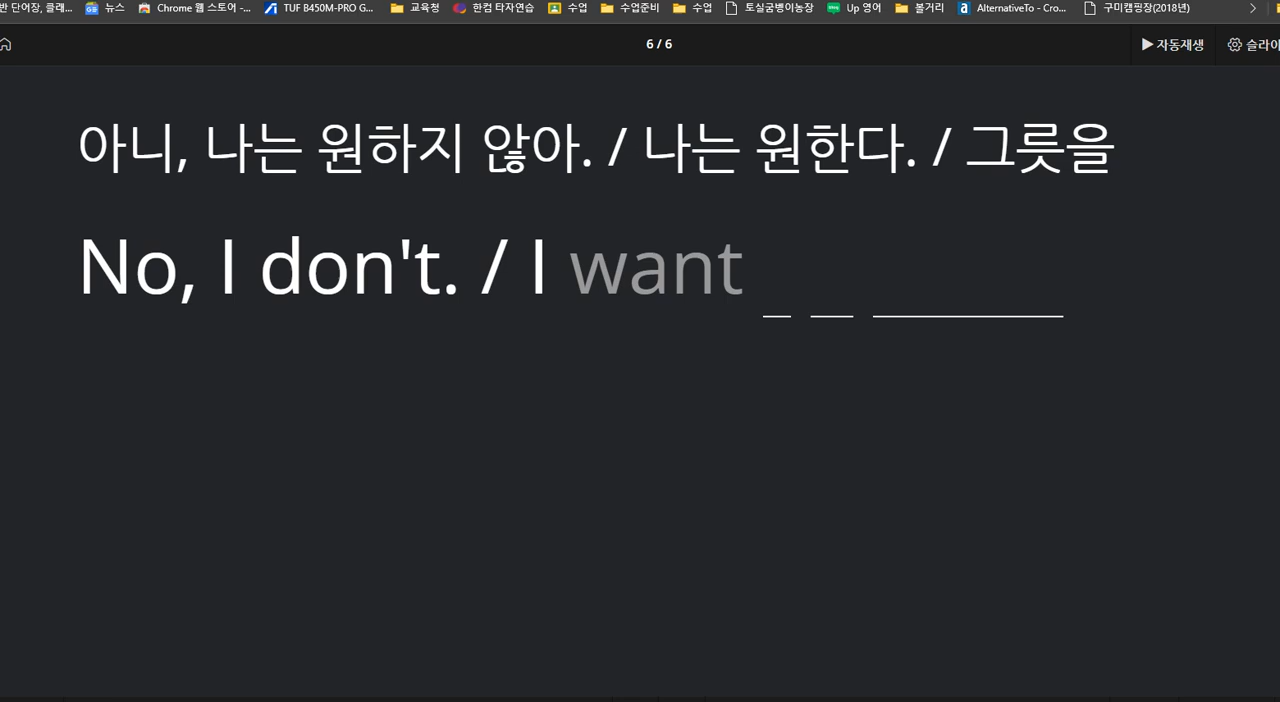 반 단어장, 클래... 뉴스 Chrome 웹 스토어 -... TUF B450M-PRO G... 교육청 한컴 타자연습 수업 수업준비 수업 토실굼벵이농장 Up 영어 볼거리 AlternativeTo - Cro... 구미캠핑장(2018년)
6 / 6 자동재생 슬라이
아니, 나는 원하지 않아. / 나는 원한다. / 그릇을
No, I don't. / I want __ __ ____